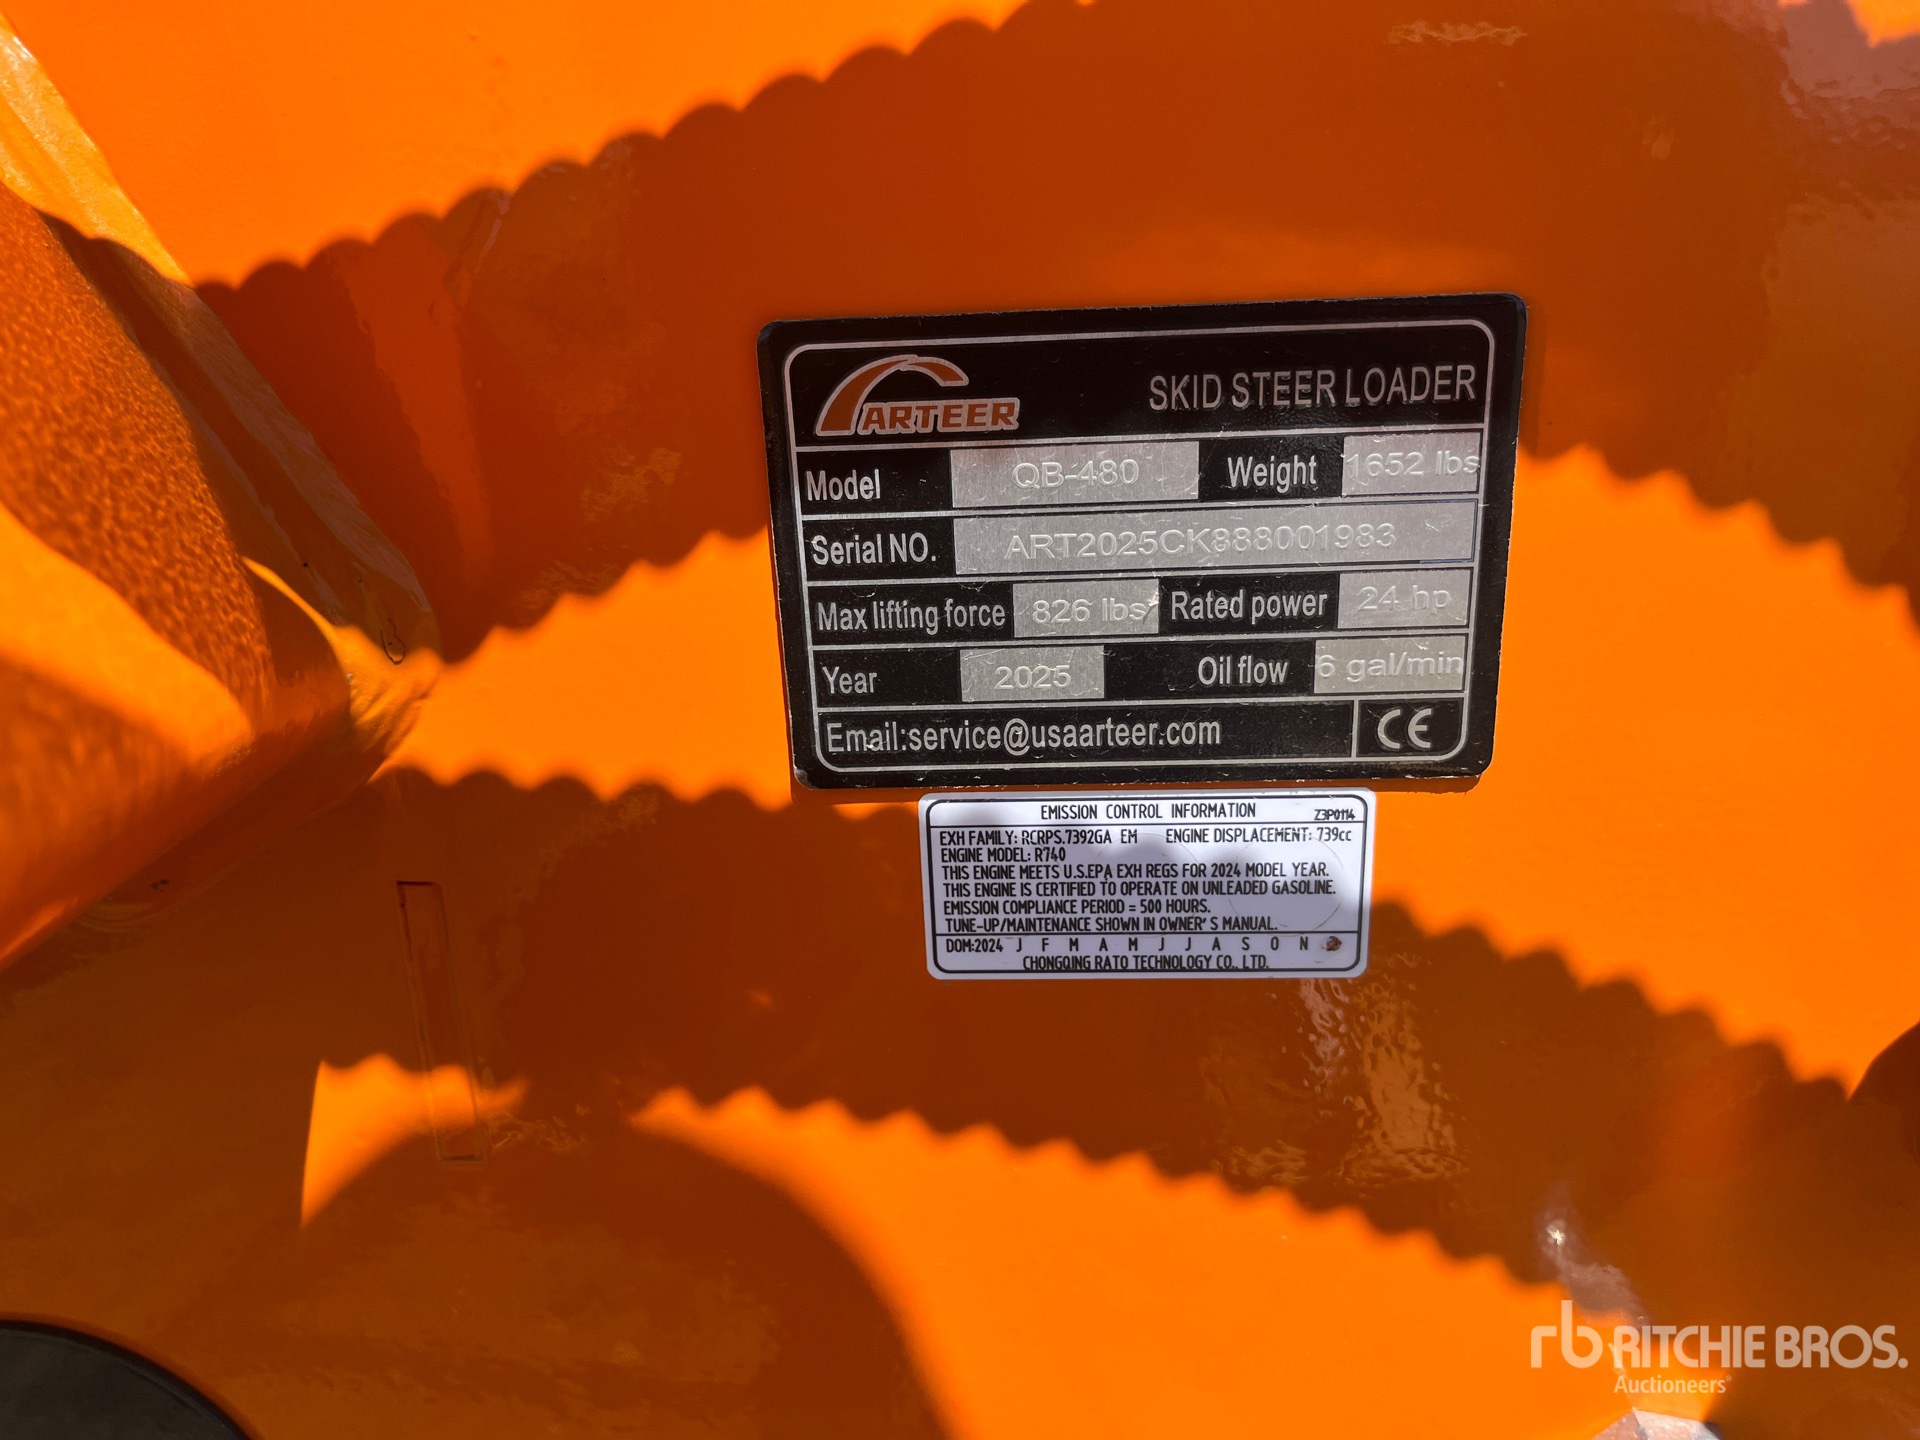 ARTEER SKID STEER LOADER
Model QB-480 Weight 1652 lbs
Serial NO. ART2025CK888001983
Max lifting force 826 lbs Rated power 24 hp
Year 2025 Oil flow 6 gal/min
Email:service@usaarteer.com CE
EMISSION CONTROL INFORMATION Z3P0114
EXH FAMILY: RCRPS.7392GA EM ENGINE DISPLACEMENT: 739cc
ENGINE MODEL: R740
THIS ENGINE MEETS U.S.EPA EXH REGS FOR 2024 MODEL YEAR.
THIS ENGINE IS CERTIFIED TO OPERATE ON UNLEADED GASOLINE.
EMISSION COMPLIANCE PERIOD = 500 HOURS.
TUNE-UP/MAINTENANCE SHOWN IN OWNER'S MANUAL.
DOM:2024 J F M A M J J A S O N
CHONGQING RATO TECHNOLOGY CO., LTD.
rb RITCHIE BROS.
Auctioneers